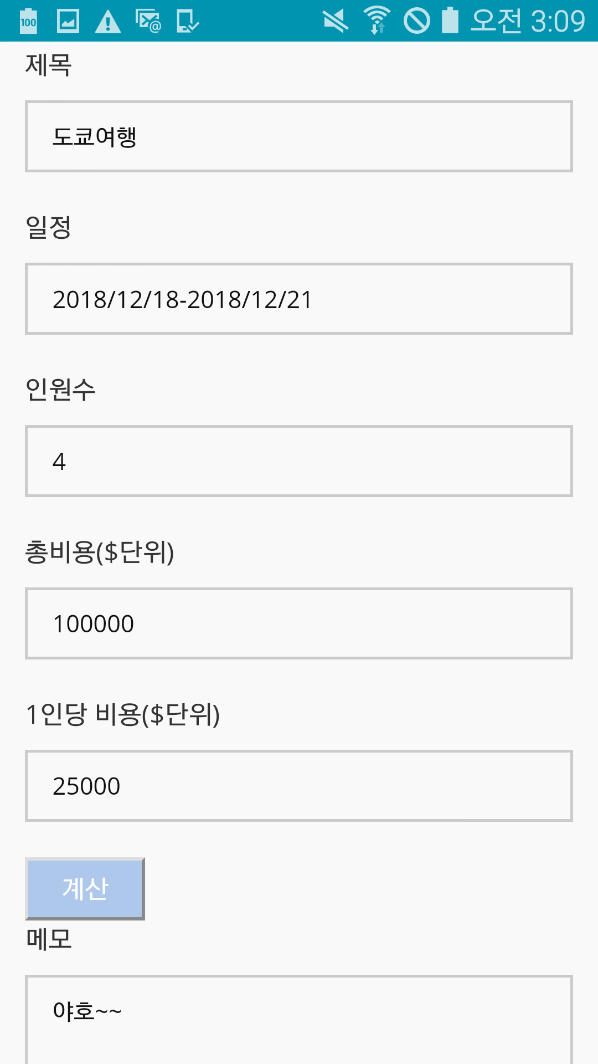 100 오전 3:09
제목
도쿄여행
일정
2018/12/18-2018/12/21
인원수
4
총비용($단위)
100000
1인당 비용($단위)
25000
계산
메모
야호~~